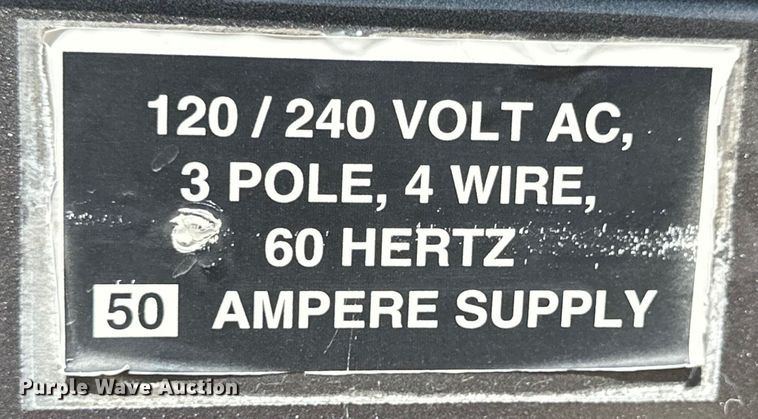 120 / 240 VOLT AC,
3 POLE, 4 WIRE,
60 HERTZ
50 AMPERE SUPPLY
Purple Wave Auction